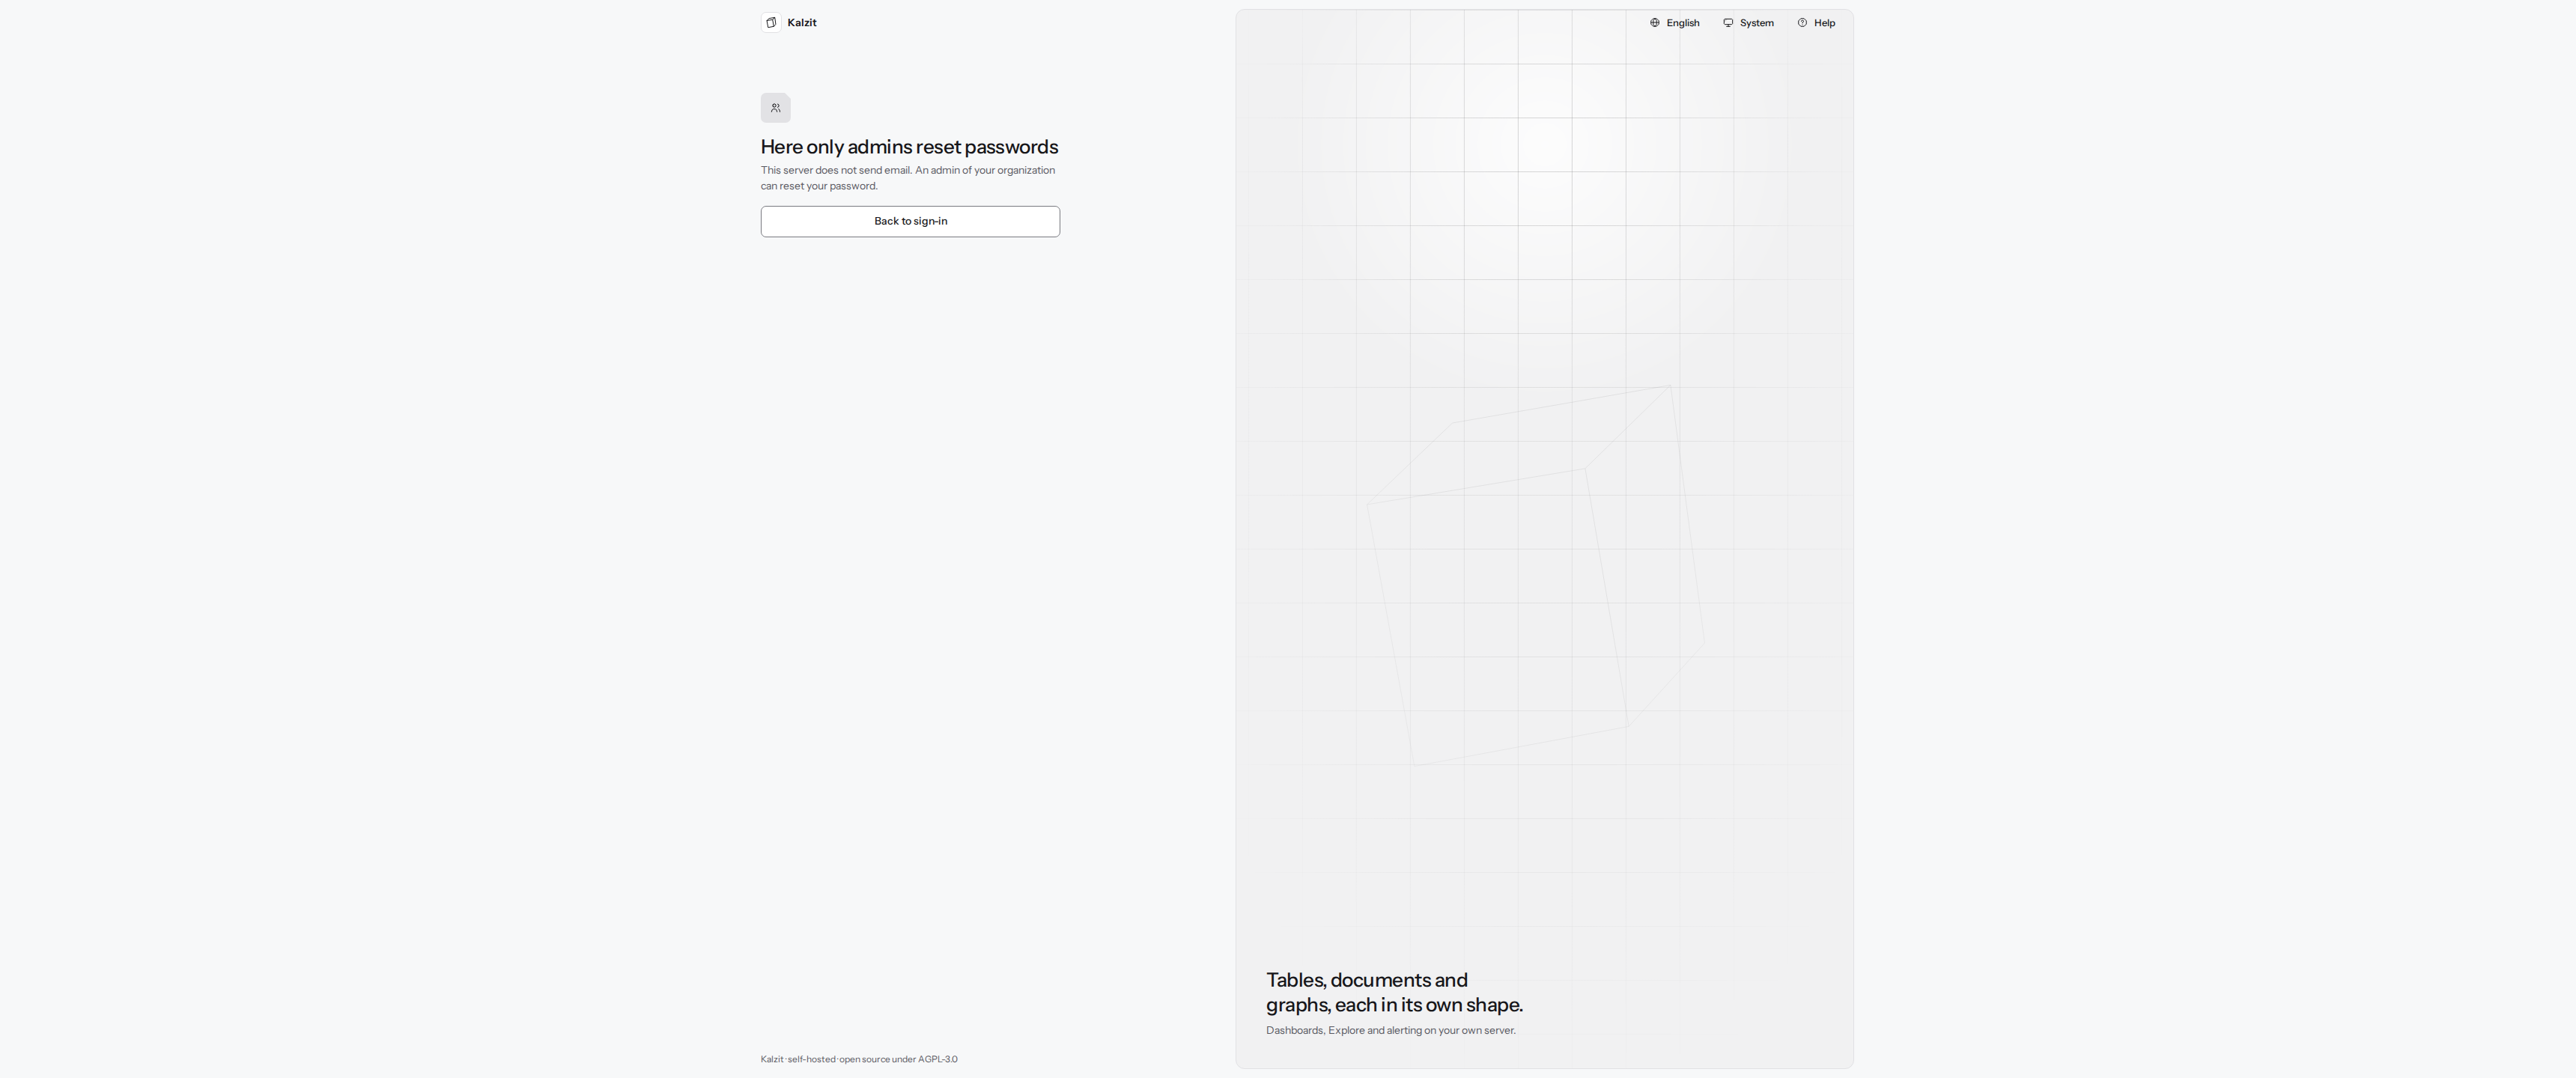 Kalzit
English
System
Help
Here only admins reset passwords
This server does not send email. An admin of your organization
can reset your password.
Back to sign-in
Tables, documents and
graphs, each in its own shape.
Dashboards, Explore and alerting on your own server.
Kalzit · self-hosted · open source under AGPL-3.0